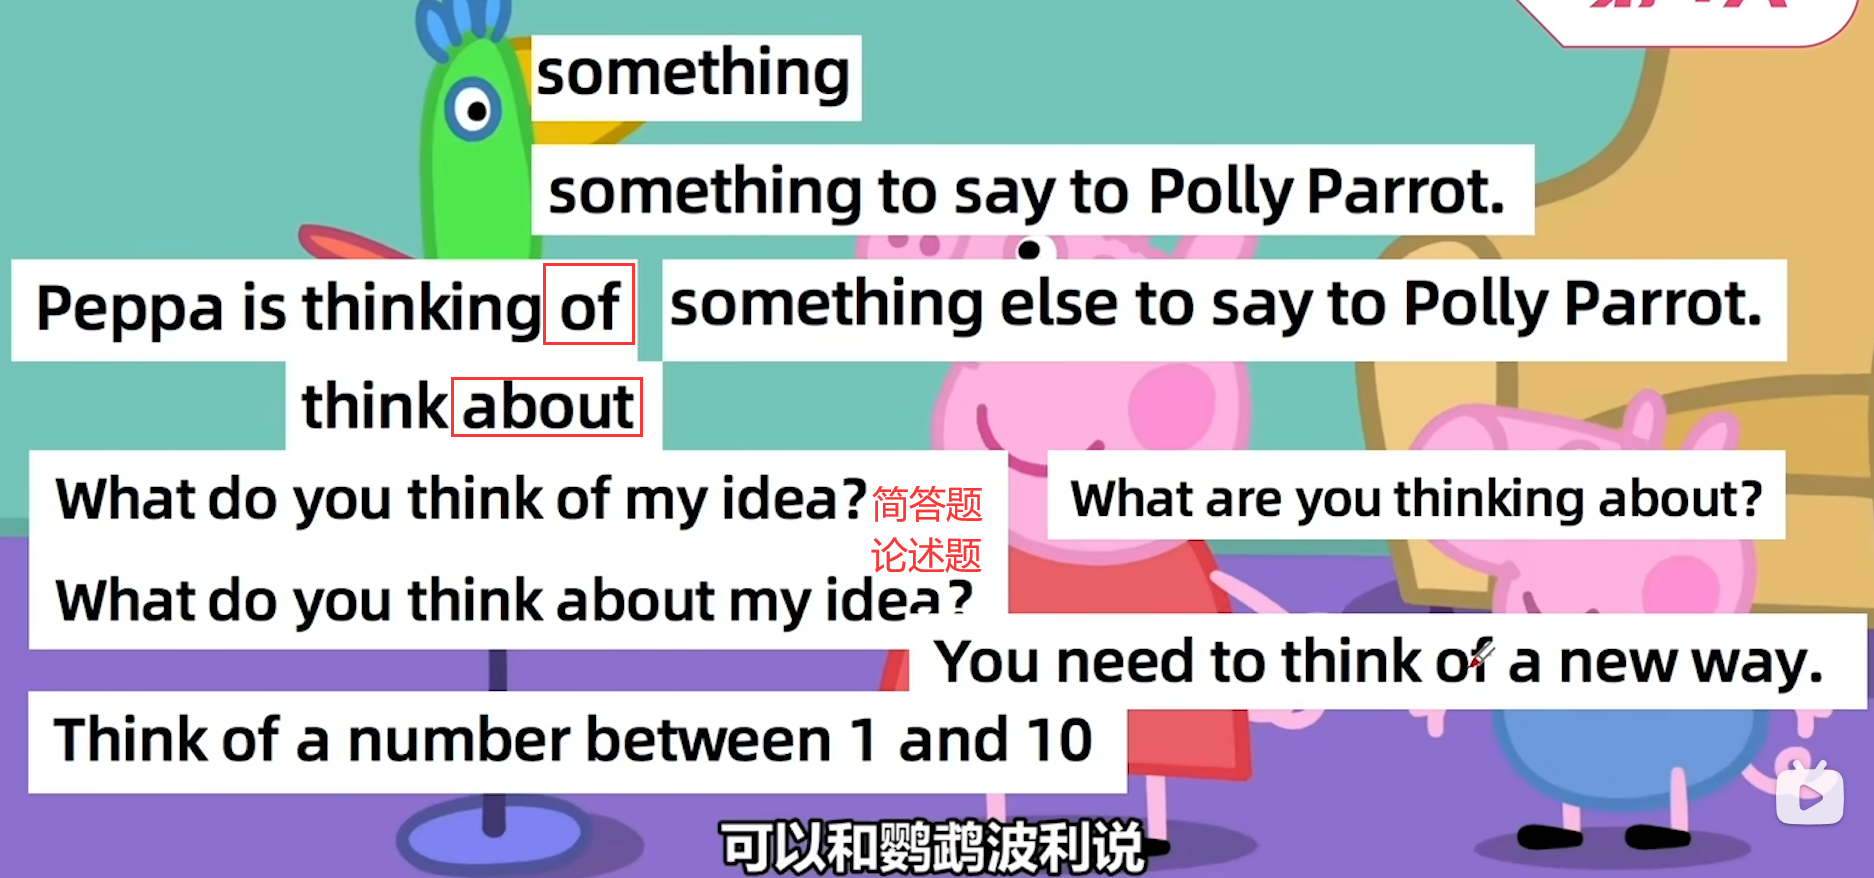 something
something to say to Polly Parrot.
Peppa is thinking of
something else to say to Polly Parrot.
think about
What do you think of my idea?
简答题
论述题
What are you thinking about?
What do you think about my idea?
You need to think of a new way.
Think of a number between 1 and 10
可以和鹦鹉波利说